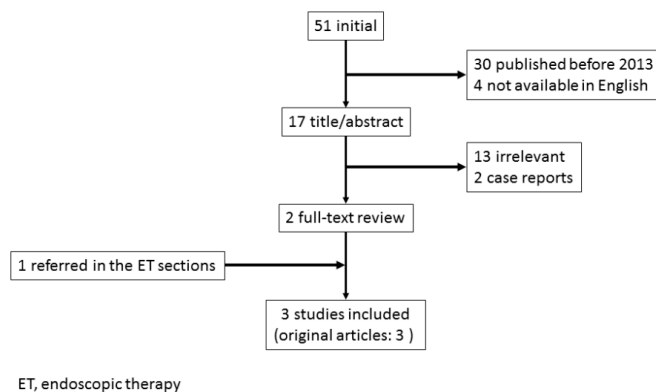 51 initial
30 published before 2013
4 not available in English
17 title/abstract
13 irrelevant
2 case reports
2 full-text review
1 referred in the ET sections
3 studies included
(original articles: 3 )
ET, endoscopic therapy